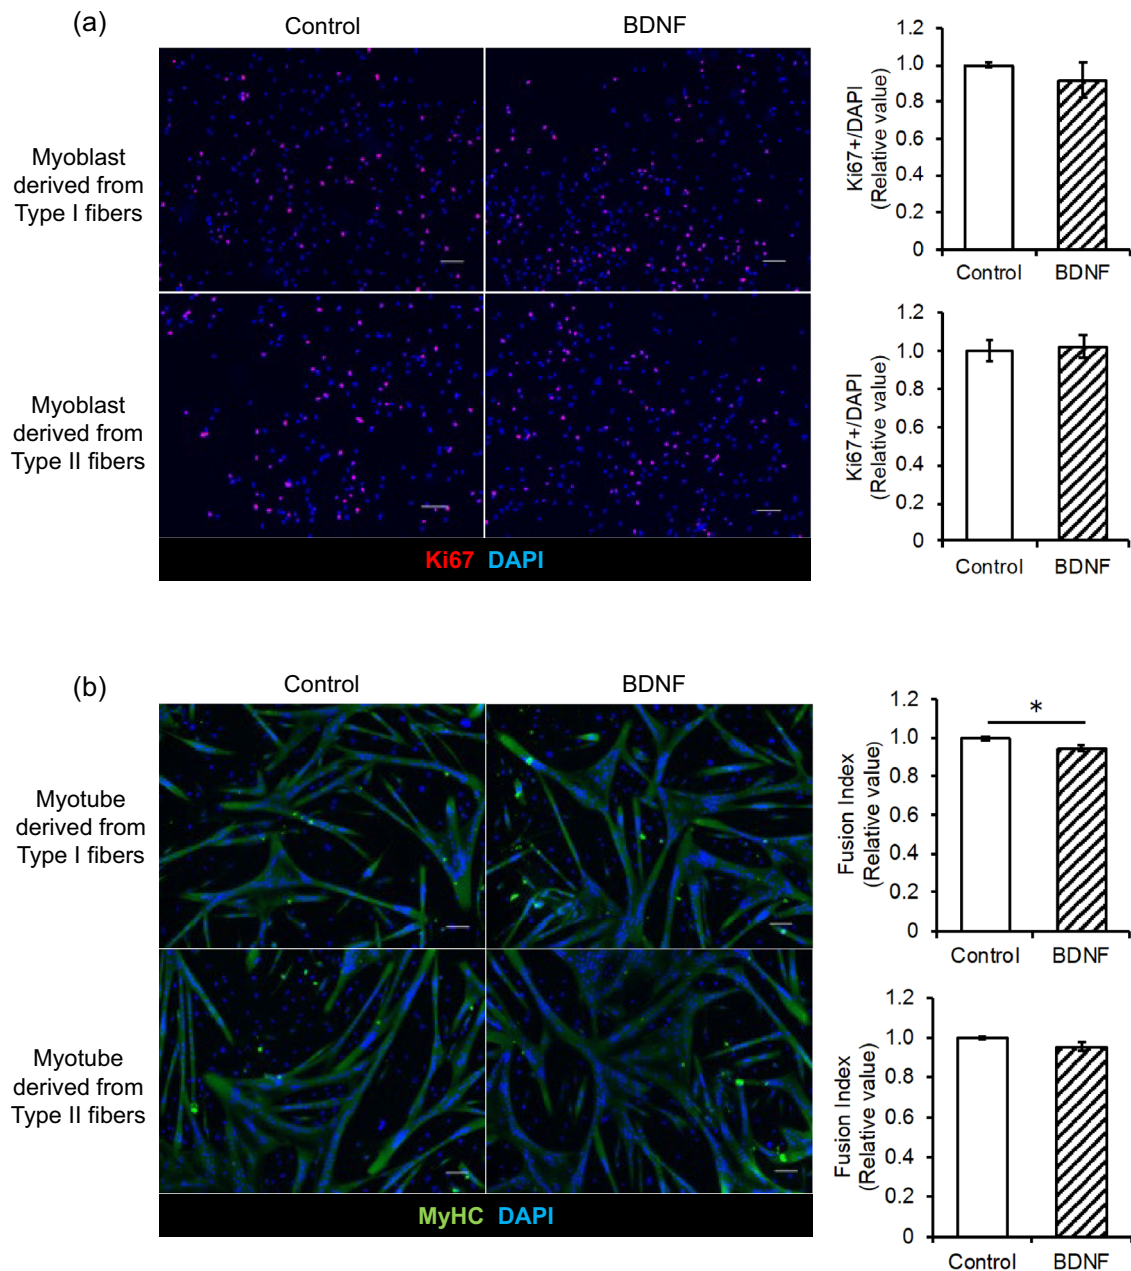 (a)
Control
BDNF
Myoblast
derived from
Type I fibers
Myoblast
derived from
Type II fibers
Ki67 DAPI
Ki67+/DAPI
(Relative value)
1.2
1.0
0.8
0.6
0.4
0.2
0
Control
BDNF
Ki67+/DAPI
(Relative value)
1.2
1.0
0.8
0.6
0.4
0.2
0
Control
BDNF
(b)
Control
BDNF
Myotube
derived from
Type I fibers
Myotube
derived from
Type II fibers
MyHC DAPI
Fusion Index
(Relative value)
1.2
1.0
0.8
0.6
0.4
0.2
0
*
Control
BDNF
Fusion Index
(Relative value)
1.2
1.0
0.8
0.6
0.4
0.2
0
Control
BDNF